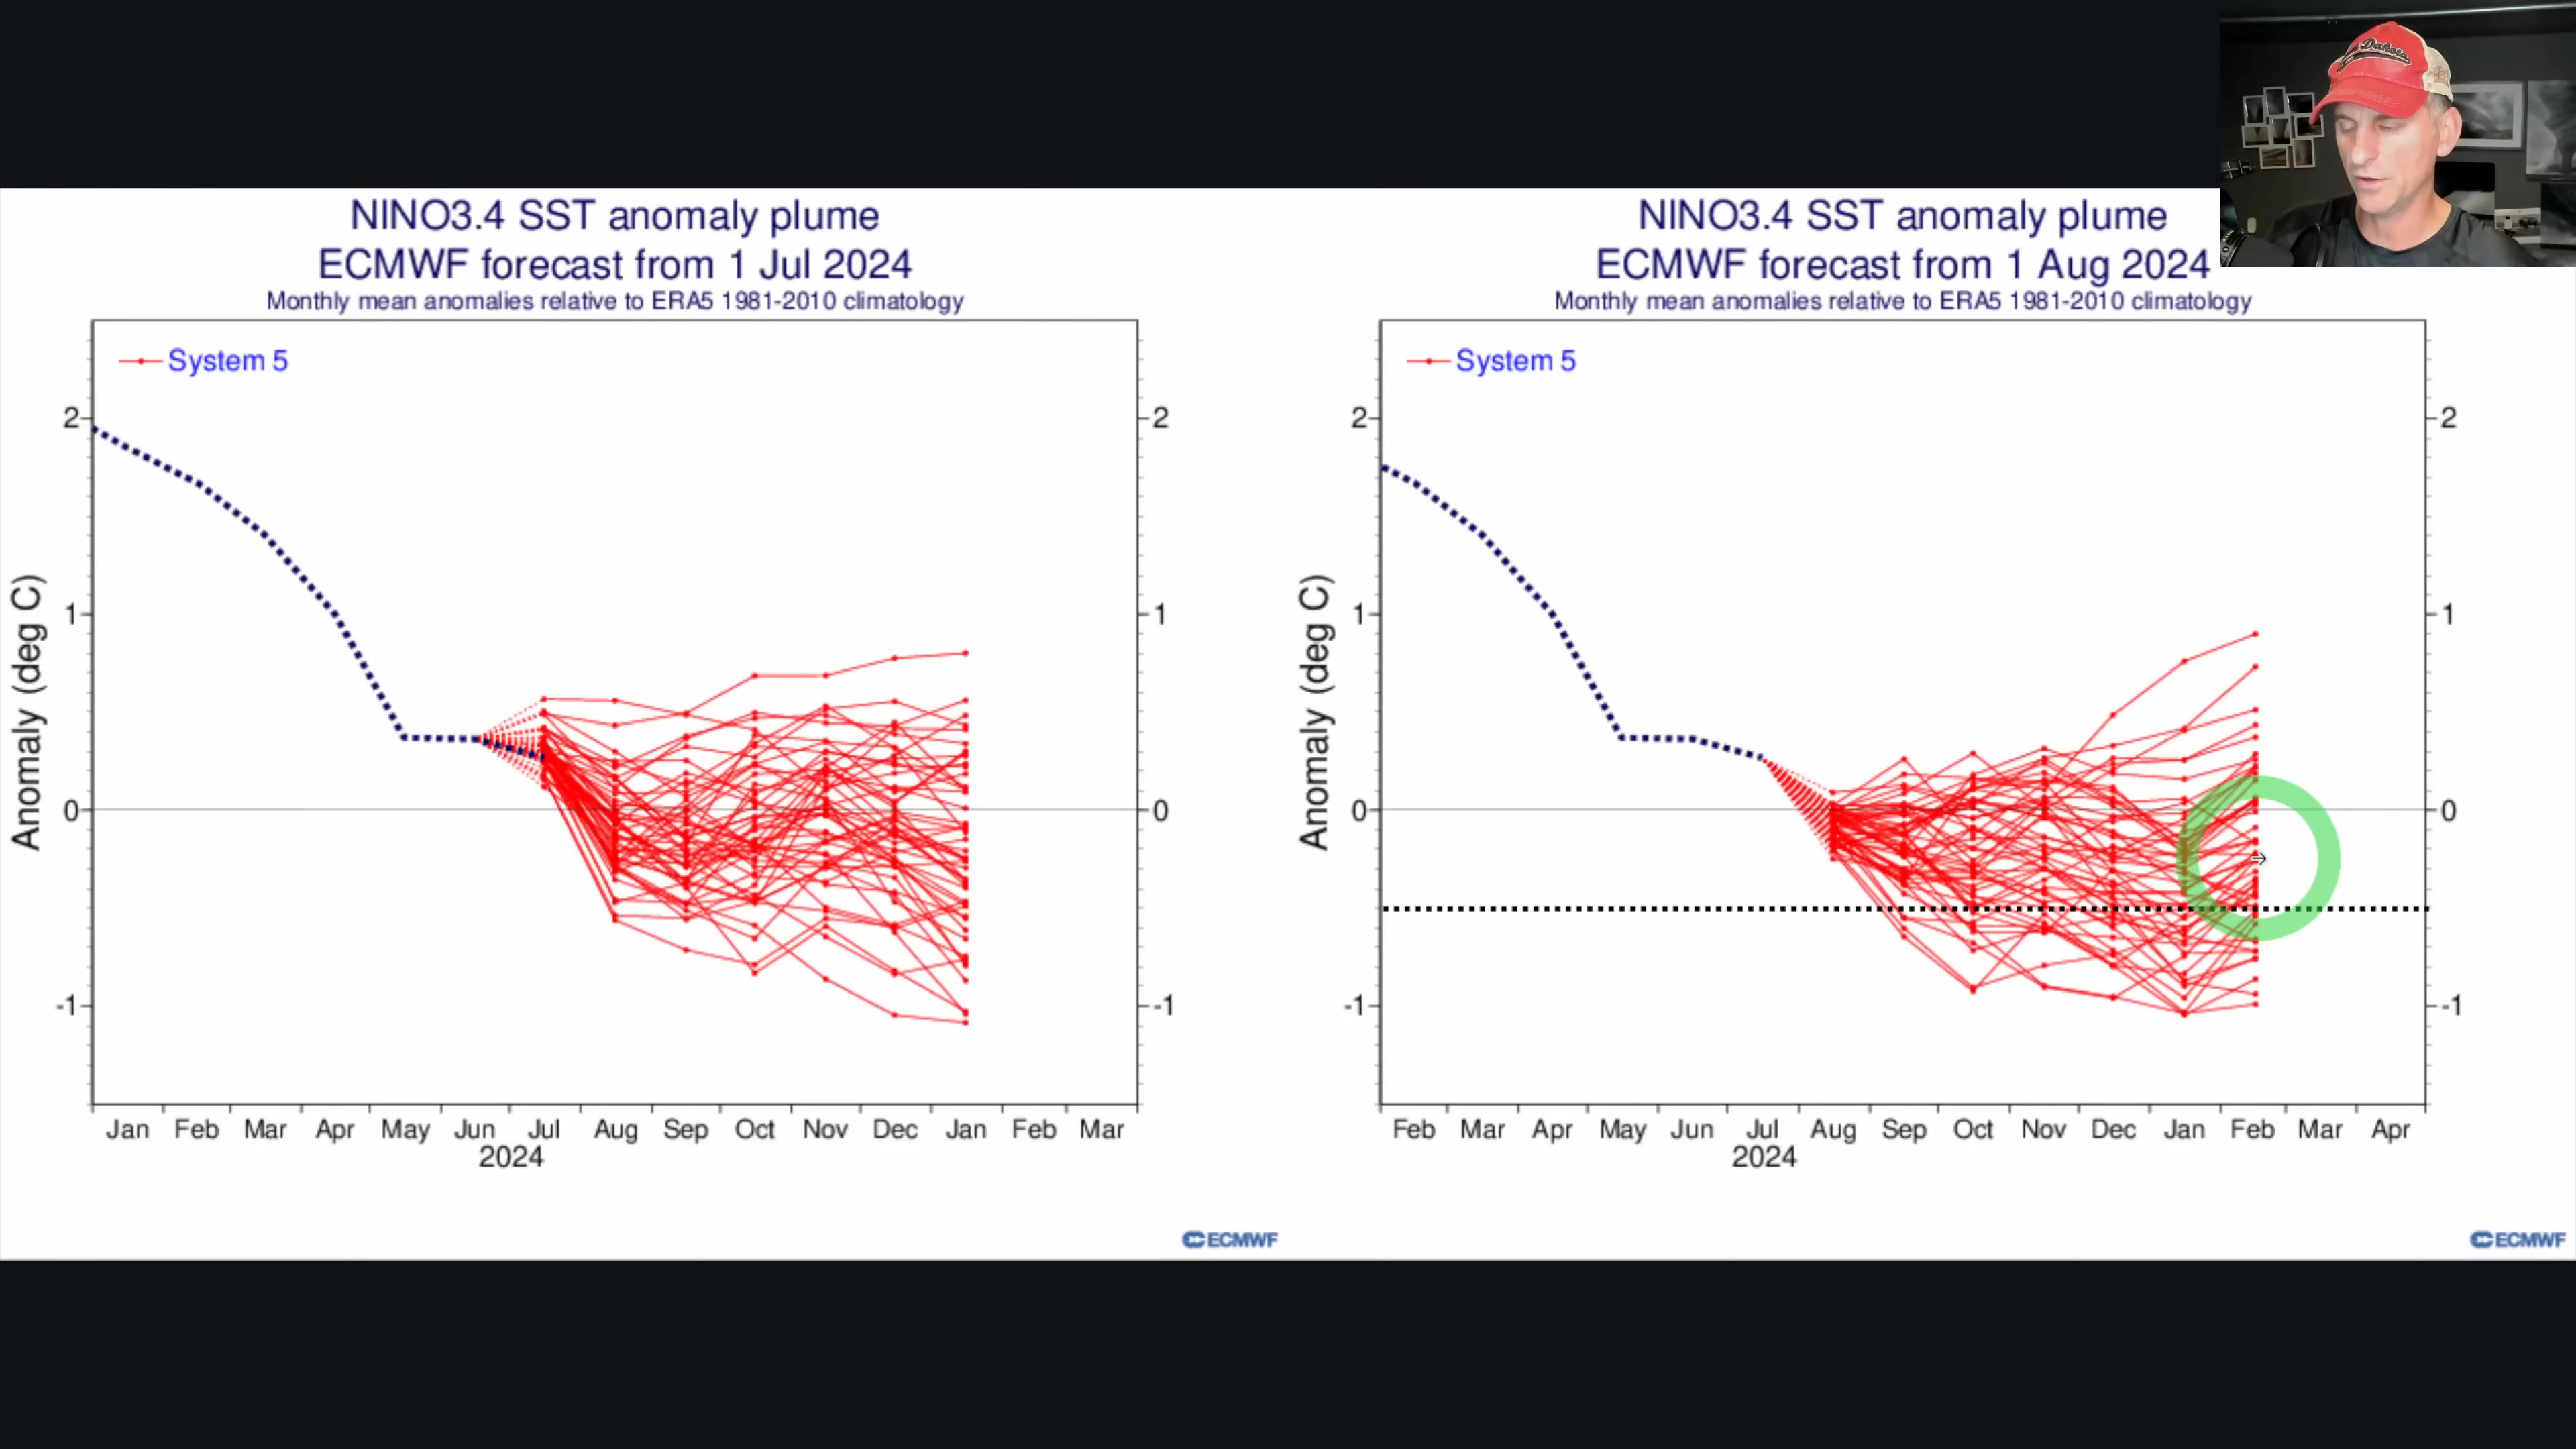 NINO3.4 SST anomaly plume
ECMWF forecast from 1 Jul 2024
Monthly mean anomalies relative to ERA5 1981-2010 climatology
System 5
2
1
0
-1
Anomaly (deg C)
2
1
0
-1
Jan Feb Mar Apr May Jun Jul Aug Sep Oct Nov Dec Jan Feb Mar
2024
ECMWF
NINO3.4 SST anomaly plume
ECMWF forecast from 1 Aug 2024
Monthly mean anomalies relative to ERA5 1981-2010 climatology
System 5
2
1
0
-1
Anomaly (deg C)
2
1
0
-1
Feb Mar Apr May Jun Jul Aug Sep Oct Nov Dec Jan Feb Mar Apr
2024
ECMWF
Dakota